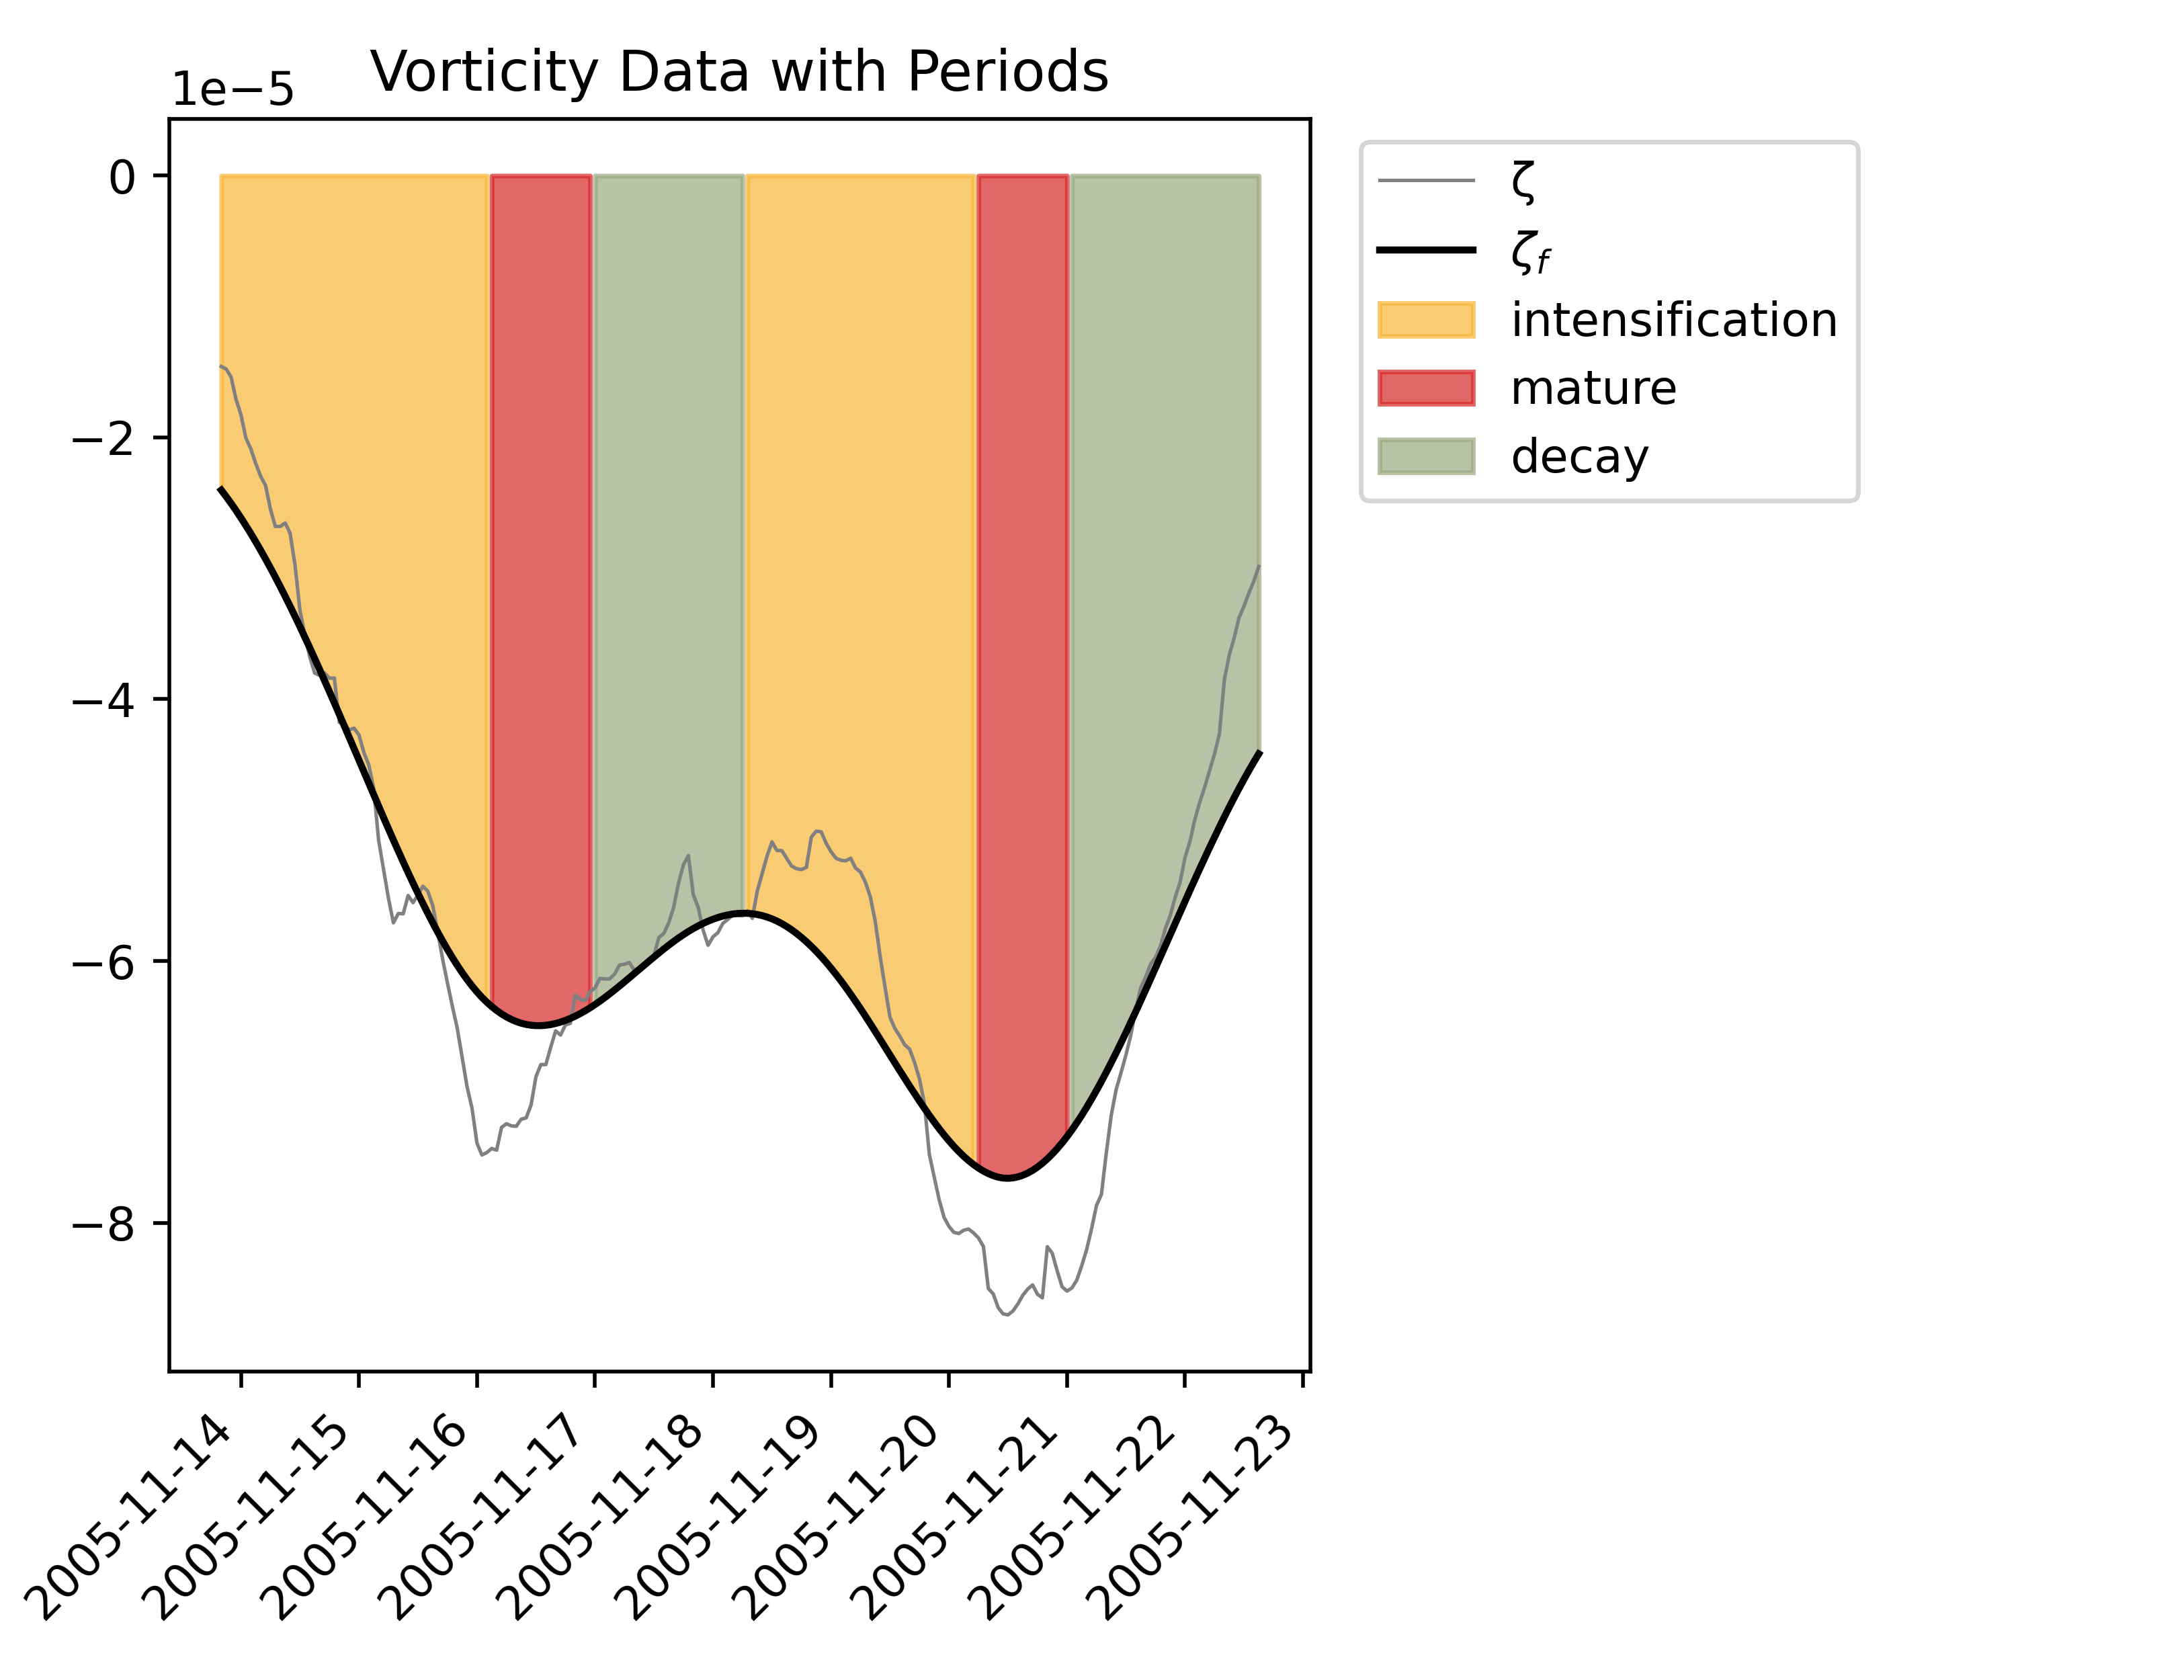 Vorticity Data with Periods
1e−5
0
−2
−4
−6
−8
2005-11-14
2005-11-15
2005-11-16
2005-11-17
2005-11-18
2005-11-19
2005-11-20
2005-11-21
2005-11-22
2005-11-23
ζ
ζf
intensification
mature
decay